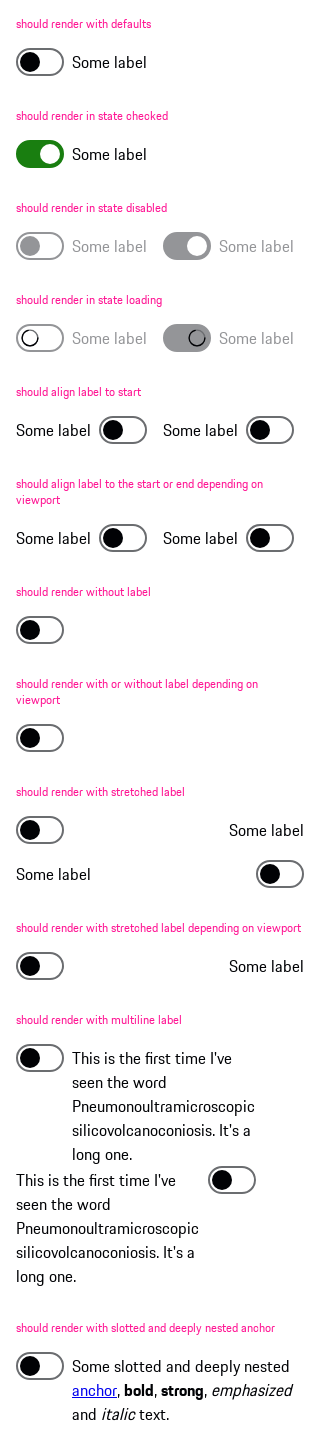 should render with defaults
Some label
should render in state checked
Some label
should render in state disabled
Some label Some label
should render in state loading
Some label Some label
should align label to start
Some label Some label
should align label to the start or end depending on
viewport
Some label Some label
should render without label
should render with or without label depending on
viewport
should render with stretched label
Some label
Some label
should render with stretched label depending on viewport
Some label
should render with multiline label
This is the first time I've
seen the word
Pneumonoultramicroscopic
silicovolcanoconiosis. It's a
long one.
This is the first time I've
seen the word
Pneumonoultramicroscopic
silicovolcanoconiosis. It's a
long one.
should render with slotted and deeply nested anchor
Some slotted and deeply nested
anchor, bold, strong, emphasized
and italic text.